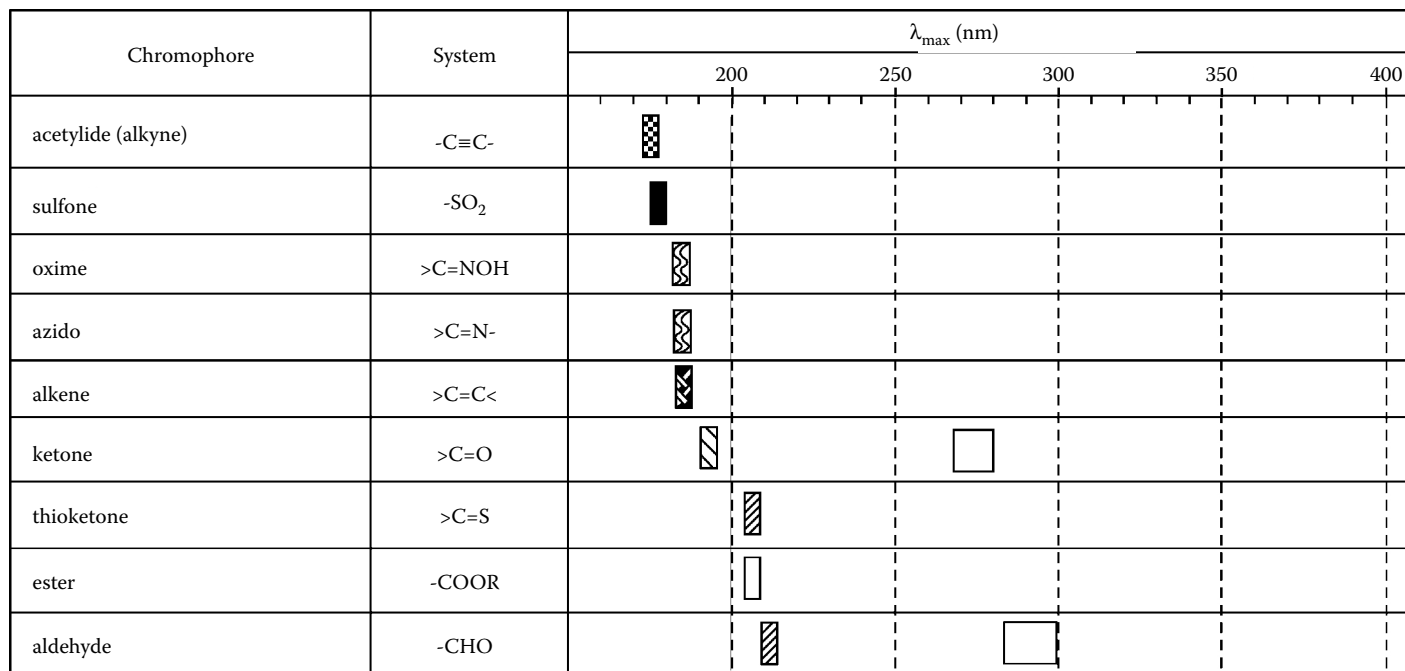 Chromophore System λmax (nm)
200 250 300 350 400
acetylide (alkyne) -C≡C-
sulfone -SO2
oxime >C=NOH
azido >C=N-
alkene >C=C<
ketone >C=O
thioketone >C=S
ester -COOR
aldehyde -CHO